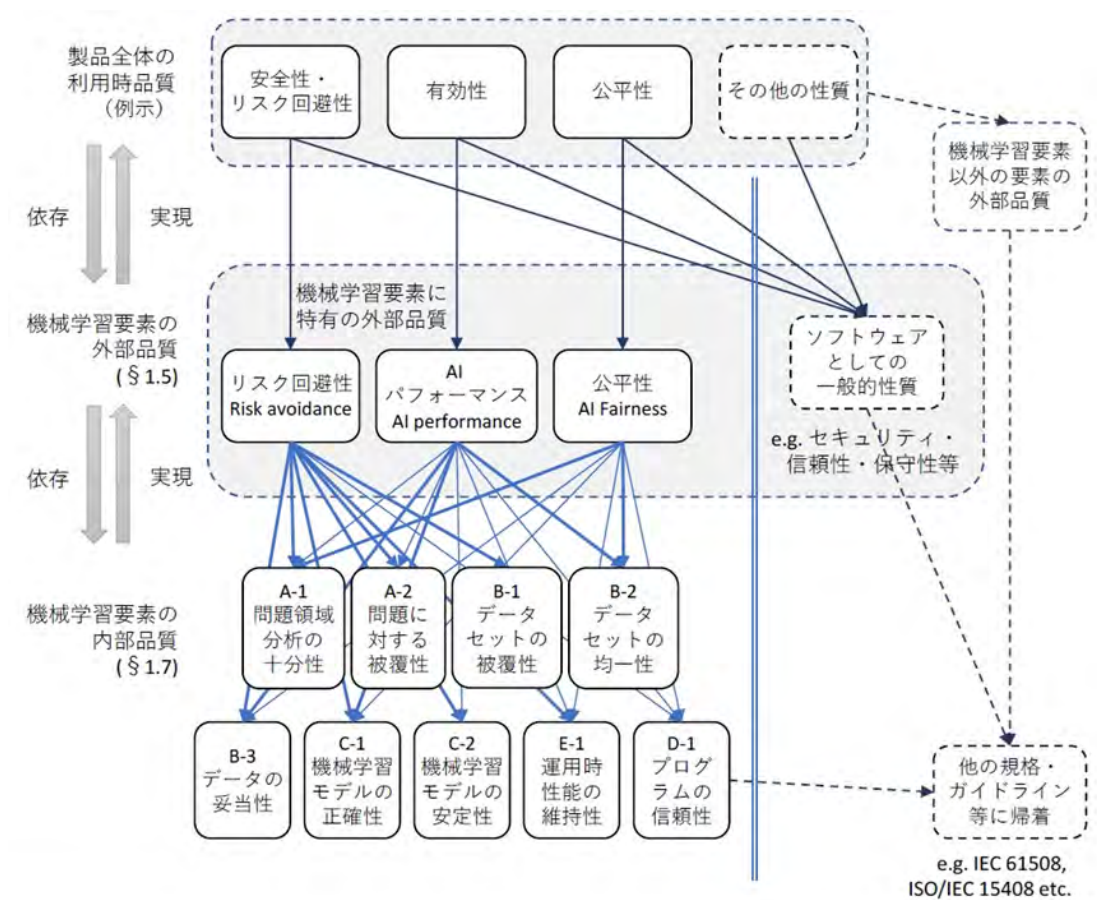 製品全体の
利用時品質
（例示）
安全性・
リスク回避性
有効性
公平性
その他の性質
機械学習要素
以外の要素の
外部品質
依存
実現
機械学習要素に
特有の外部品質
機械学習要素の
外部品質
(§1.5)
リスク回避性
Risk avoidance
AI
パフォーマンス
AI performance
公平性
AI Fairness
ソフトウェア
としての
一般的性質
e.g. セキュリティ・
信頼性・保守性等
依存
実現
機械学習要素の
内部品質
(§1.7)
A-1
問題領域
分析の
十分性
A-2
問題に
対する
被覆性
B-1
データ
セットの
被覆性
B-2
データ
セットの
均一性
B-3
データの
妥当性
C-1
機械学習
モデルの
正確性
C-2
機械学習
モデルの
安定性
E-1
運用時
性能の
維持性
D-1
プログ
ラムの
信頼性
他の規格・
ガイドライン
等に帰着
e.g. IEC 61508,
ISO/IEC 15408 etc.